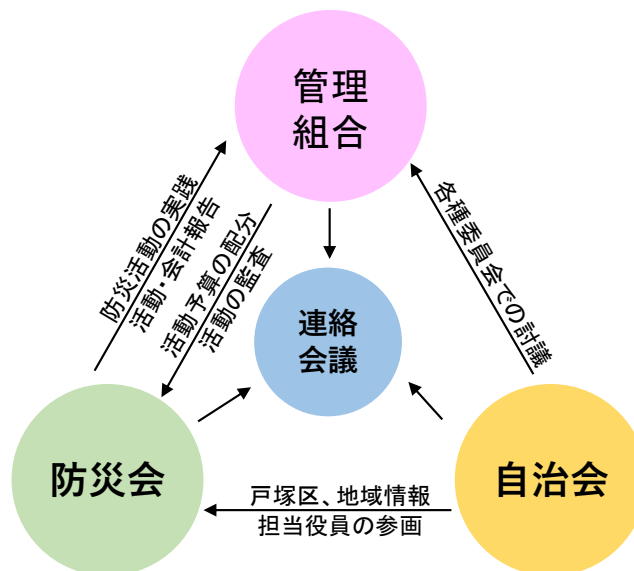 管理
組合
防災活動の実践
活動・会計報告
活動予算の配分
活動の監査
各種委員会での討議
連絡
会議
防災会
戸塚区、地域情報
担当役員の参画
自治会